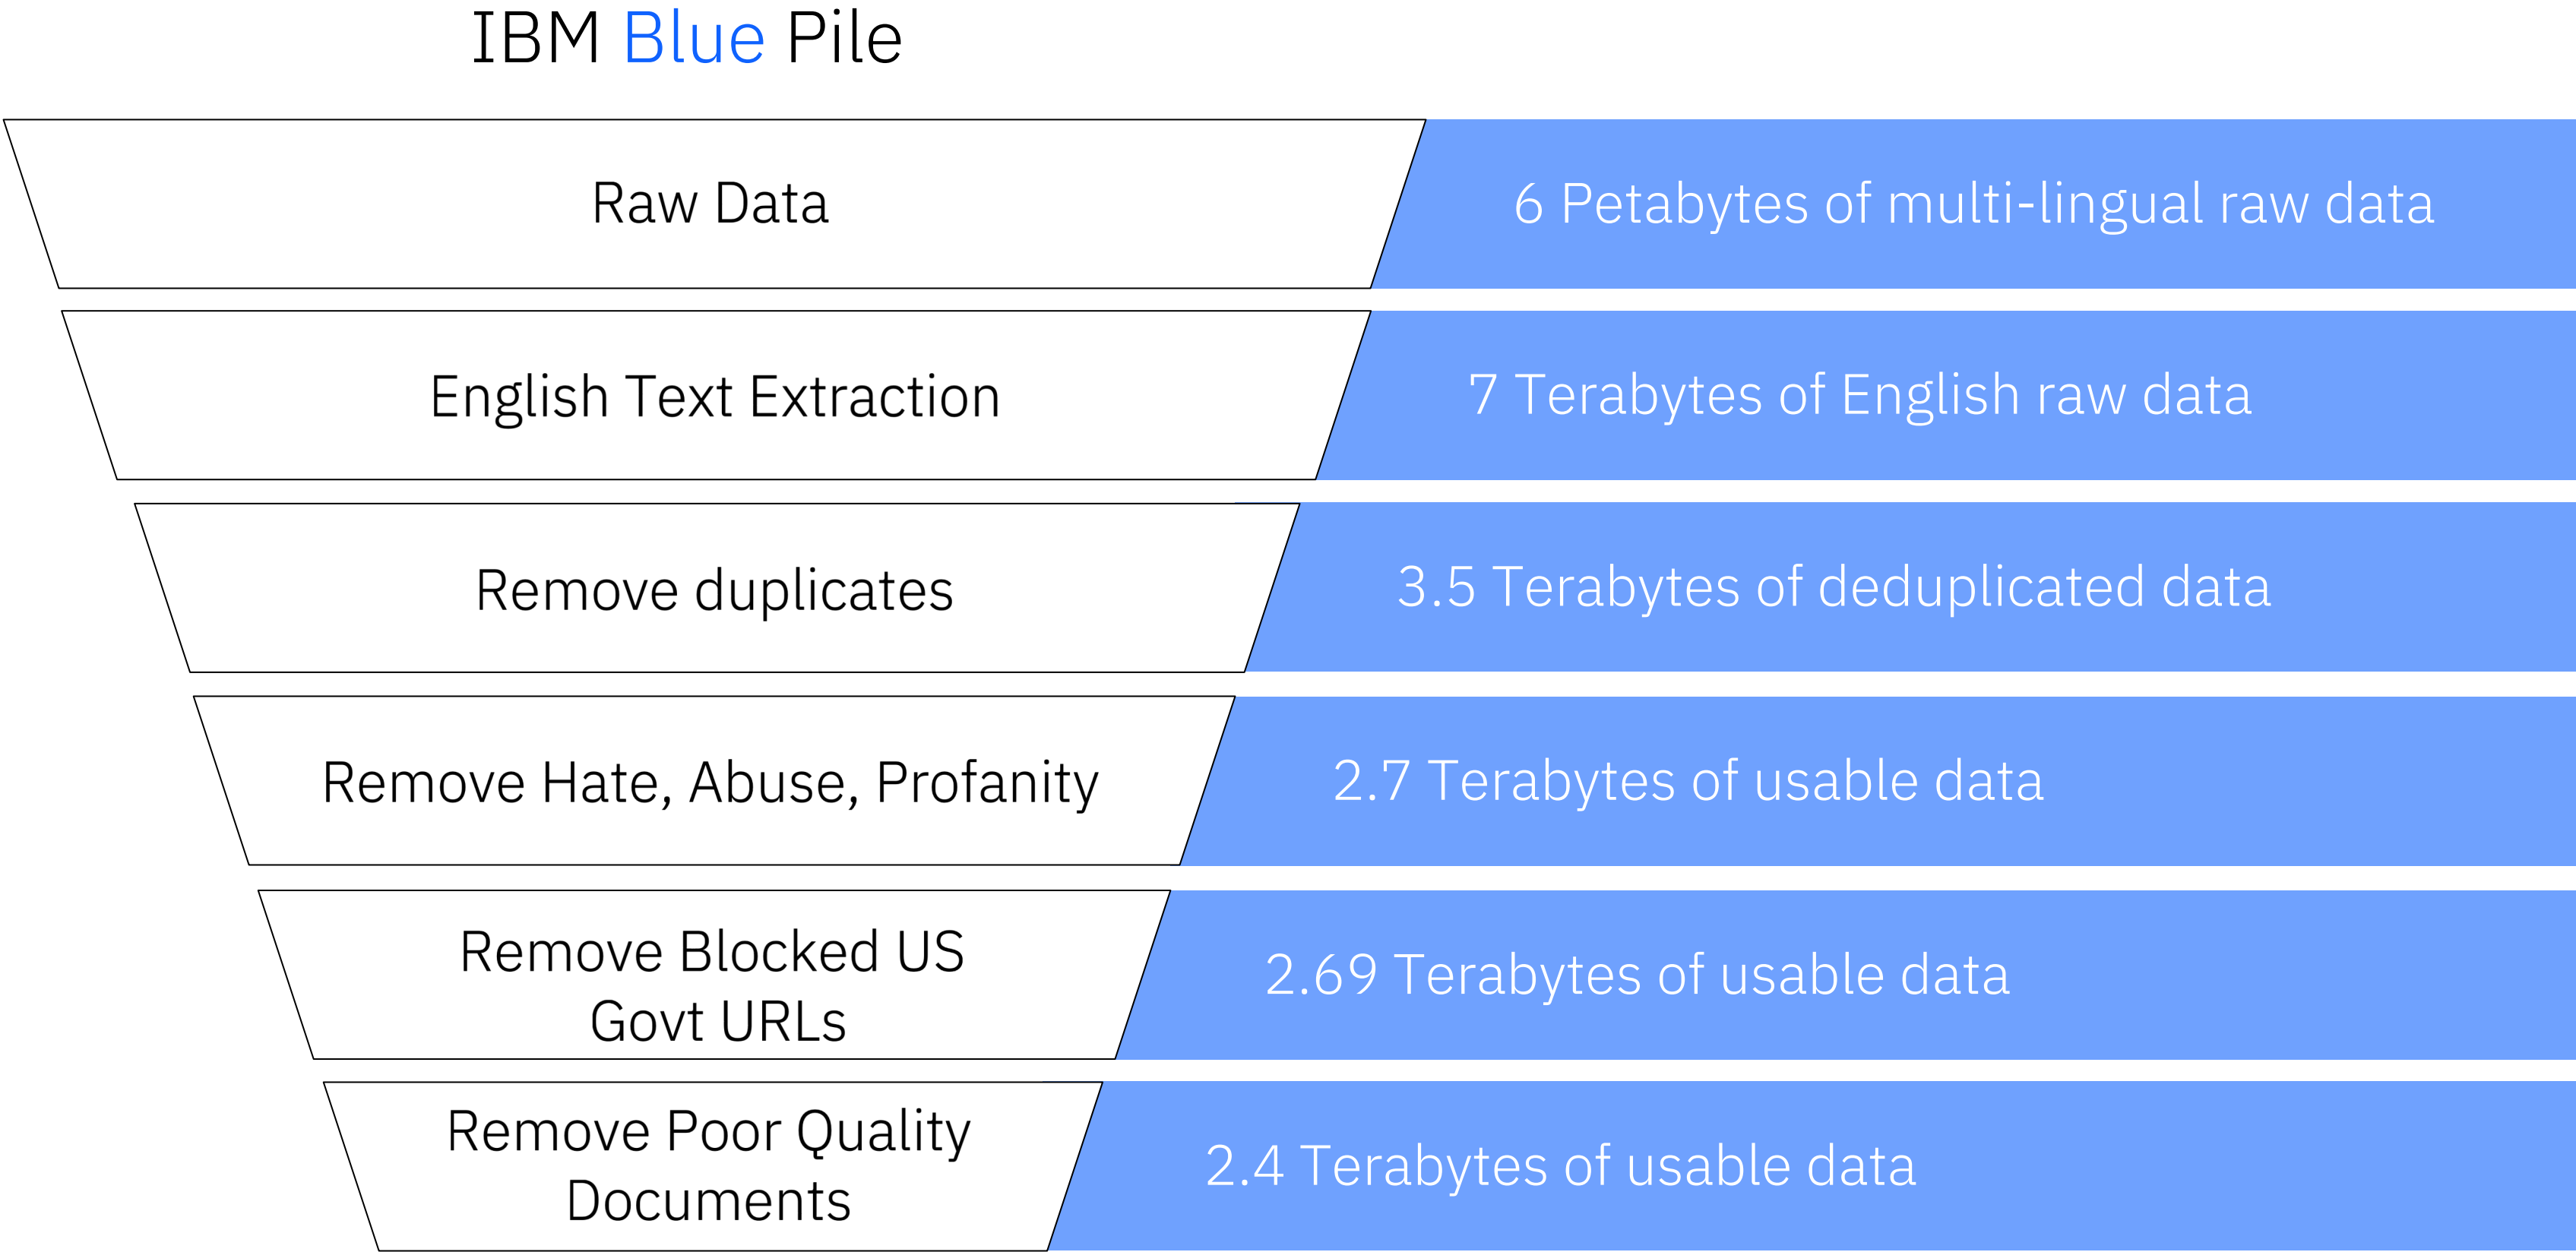 IBM Blue Pile
Raw Data
6 Petabytes of multi-lingual raw data
English Text Extraction
7 Terabytes of English raw data
Remove duplicates
3.5 Terabytes of deduplicated data
Remove Hate, Abuse, Profanity
2.7 Terabytes of usable data
Remove Blocked US
Govt URLs
2.69 Terabytes of usable data
Remove Poor Quality
Documents
2.4 Terabytes of usable data